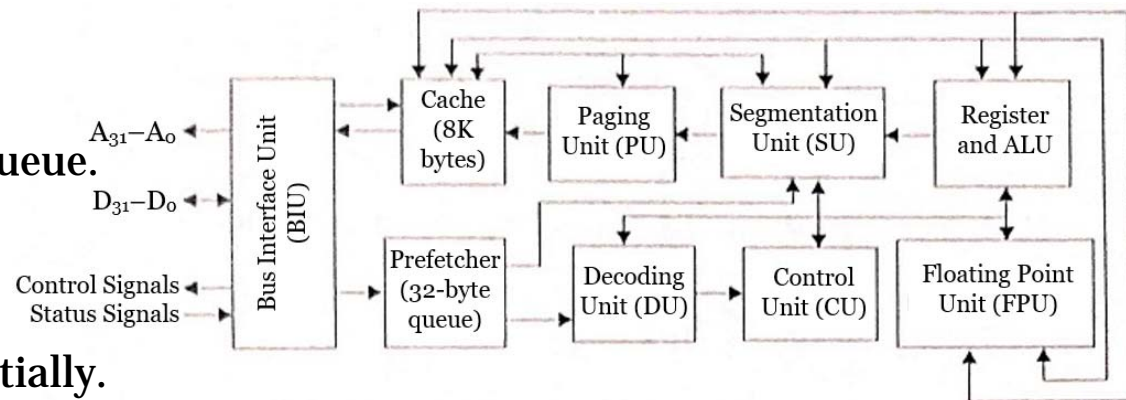 A31–A0
ueue.
D31–D0
Control Signals
Status Signals
tially.
Bus Interface Unit
(BIU)
Cache
(8K
bytes)
Paging
Unit (PU)
Segmentation
Unit (SU)
Register
and ALU
Prefetcher
(32-byte
queue)
Decoding
Unit (DU)
Control
Unit (CU)
Floating Point
Unit (FPU)